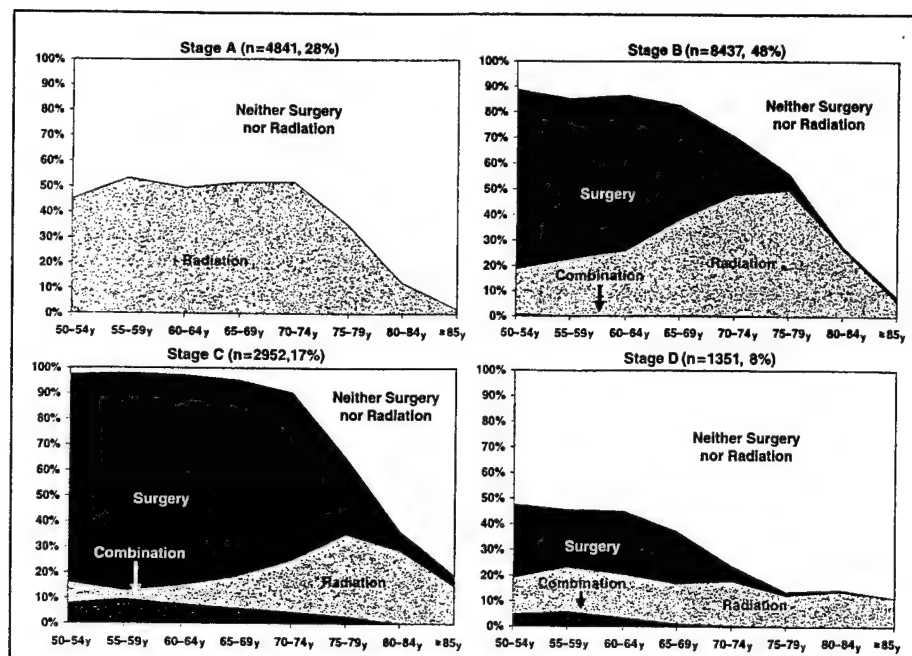 Stage A (n=4841, 28%)
100%
90%
80%
70%
60%
50%
40%
30%
20%
10%
0%
Neither Surgery
nor Radiation
Radiation
50–54y 55–59y 60–64y 65–69y 70–74y 75–79y 80–84y ≥85y
Stage B (n=8437, 48%)
100%
90%
80%
70%
60%
50%
40%
30%
20%
10%
0%
Neither Surgery
nor Radiation
Surgery
Radiation
Combination
50–54y 55–59y 60–64y 65–69y 70–74y 75–79y 80–84y ≥85y
Stage C (n=2952,17%)
100%
90%
80%
70%
60%
50%
40%
30%
20%
10%
0%
Neither Surgery
nor Radiation
Surgery
Combination
Radiation
50–54y 55–59y 60–64y 65–69y 70–74y 75–79y 80–84y ≥85y
Stage D (n=1351, 8%)
100%
90%
80%
70%
60%
50%
40%
30%
20%
10%
0%
Neither Surgery
nor Radiation
Surgery
Combination
Radiation
50–54y 55–59y 60–64y 65–69y 70–74y 75–79y 80–84y ≥85y